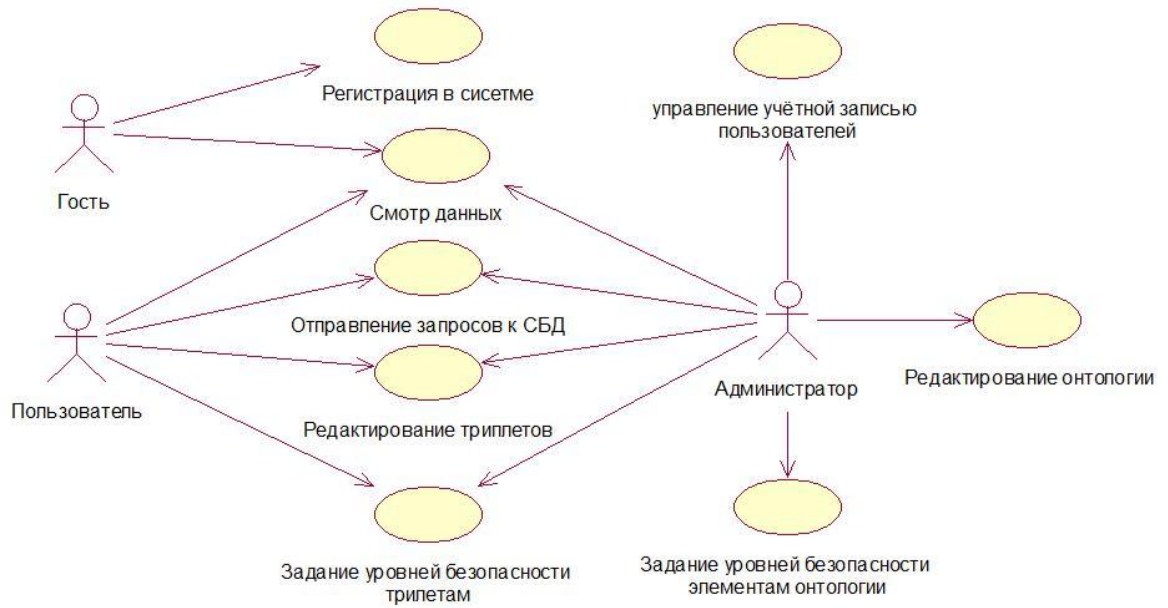 Регистрация в сисетме
управление учётной записью
пользователей
Гость
Смотр данных
Отправление запросов к СБД
Администратор
Редактирование онтологии
Пользователь
Редактирование триппетов
Задание уровней безопасности
трилетам
Задание уровней безопасности
элементам онтологии